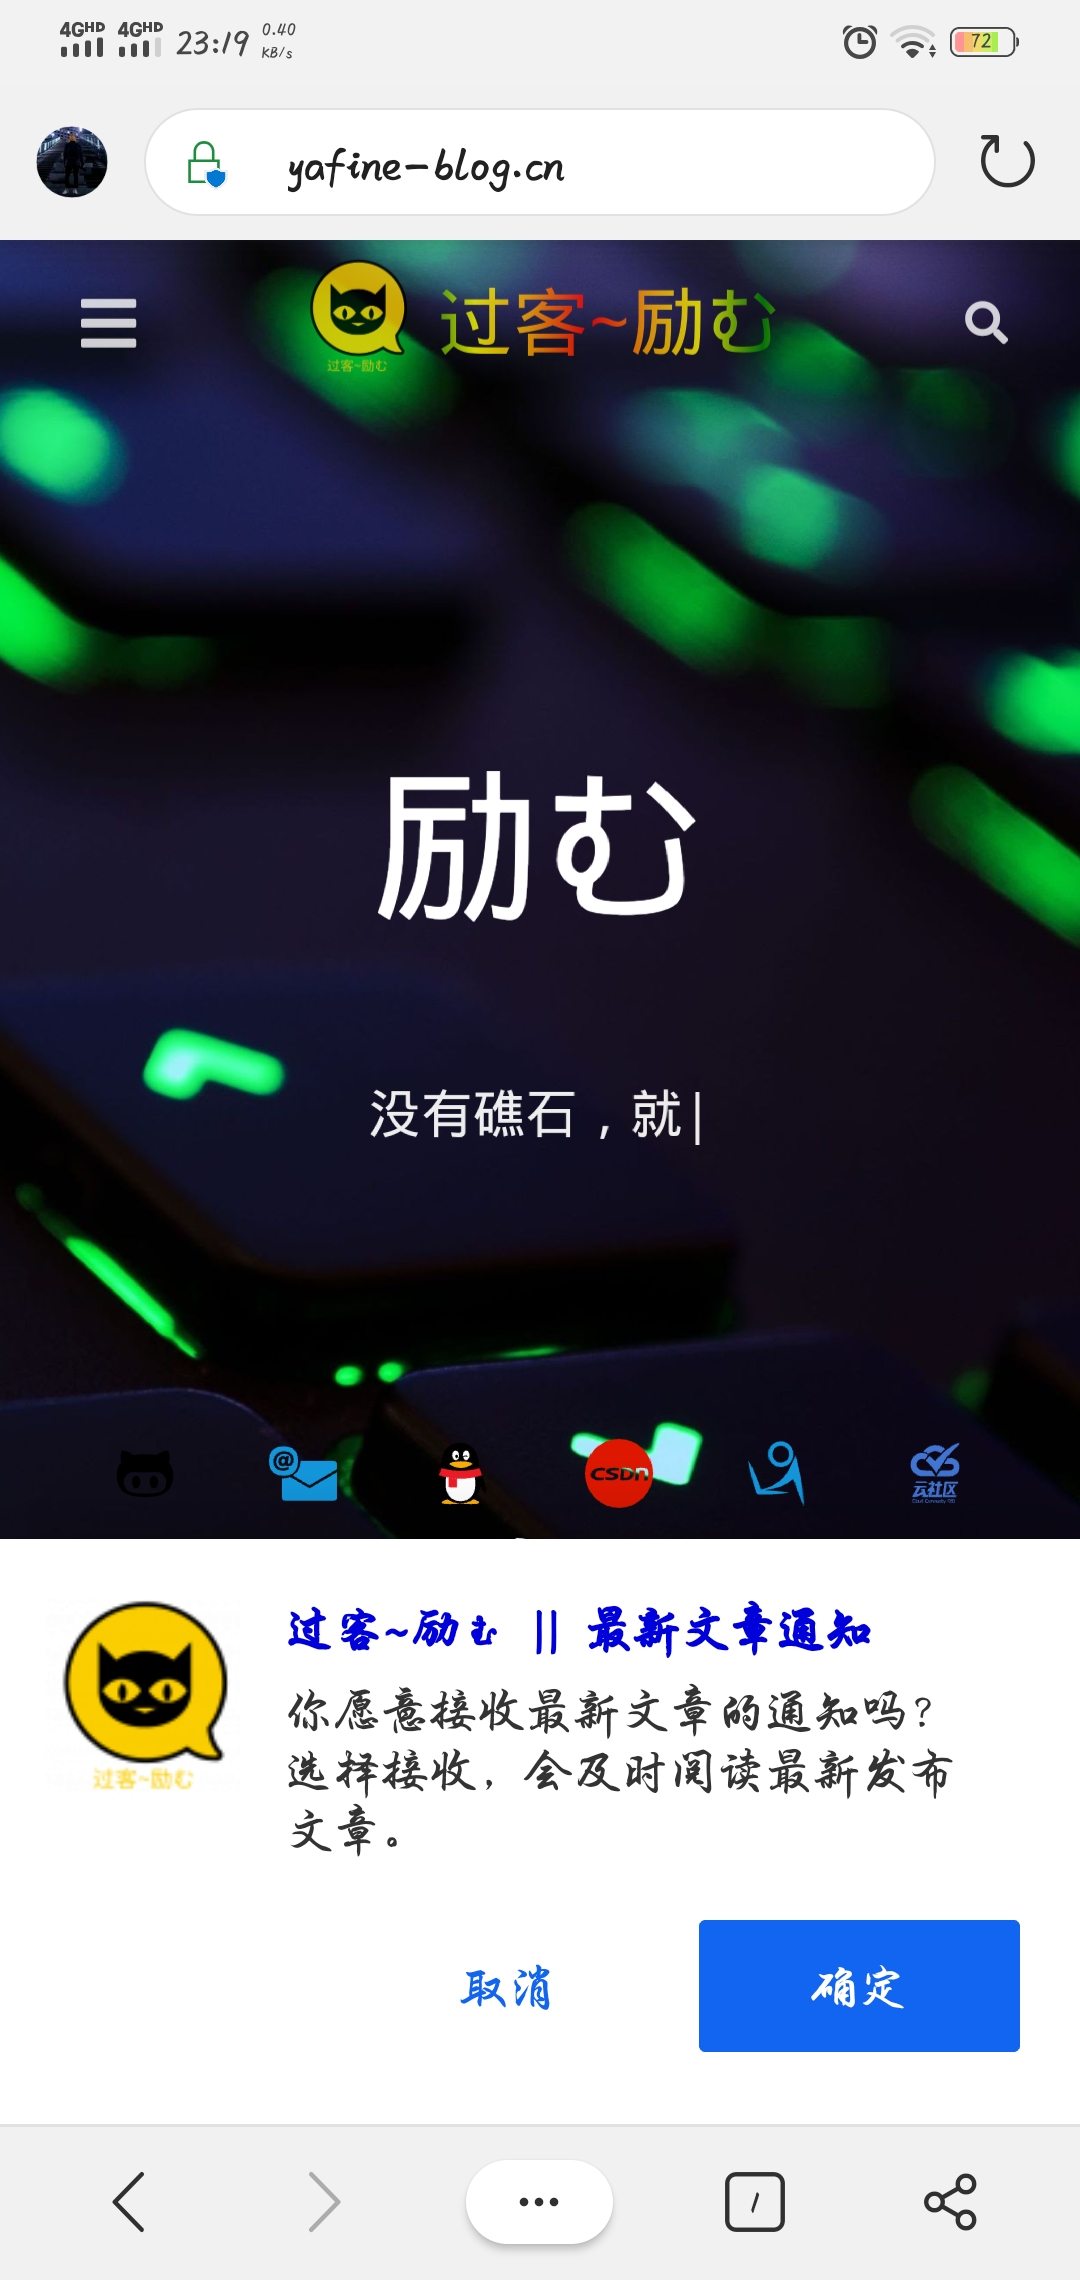 4GHD 4GHD 23:19 0.40 KB/s 72
yafine-blog.cn
过客~励む
过客~励む
励む
没有礁石，就|
@
CSDN
云社区
过客~励む || 最新文章通知
过客~励む
你愿意接收最新文章的通知吗？
选择接收，会及时阅读最新发布
文章。
取消
确定
1